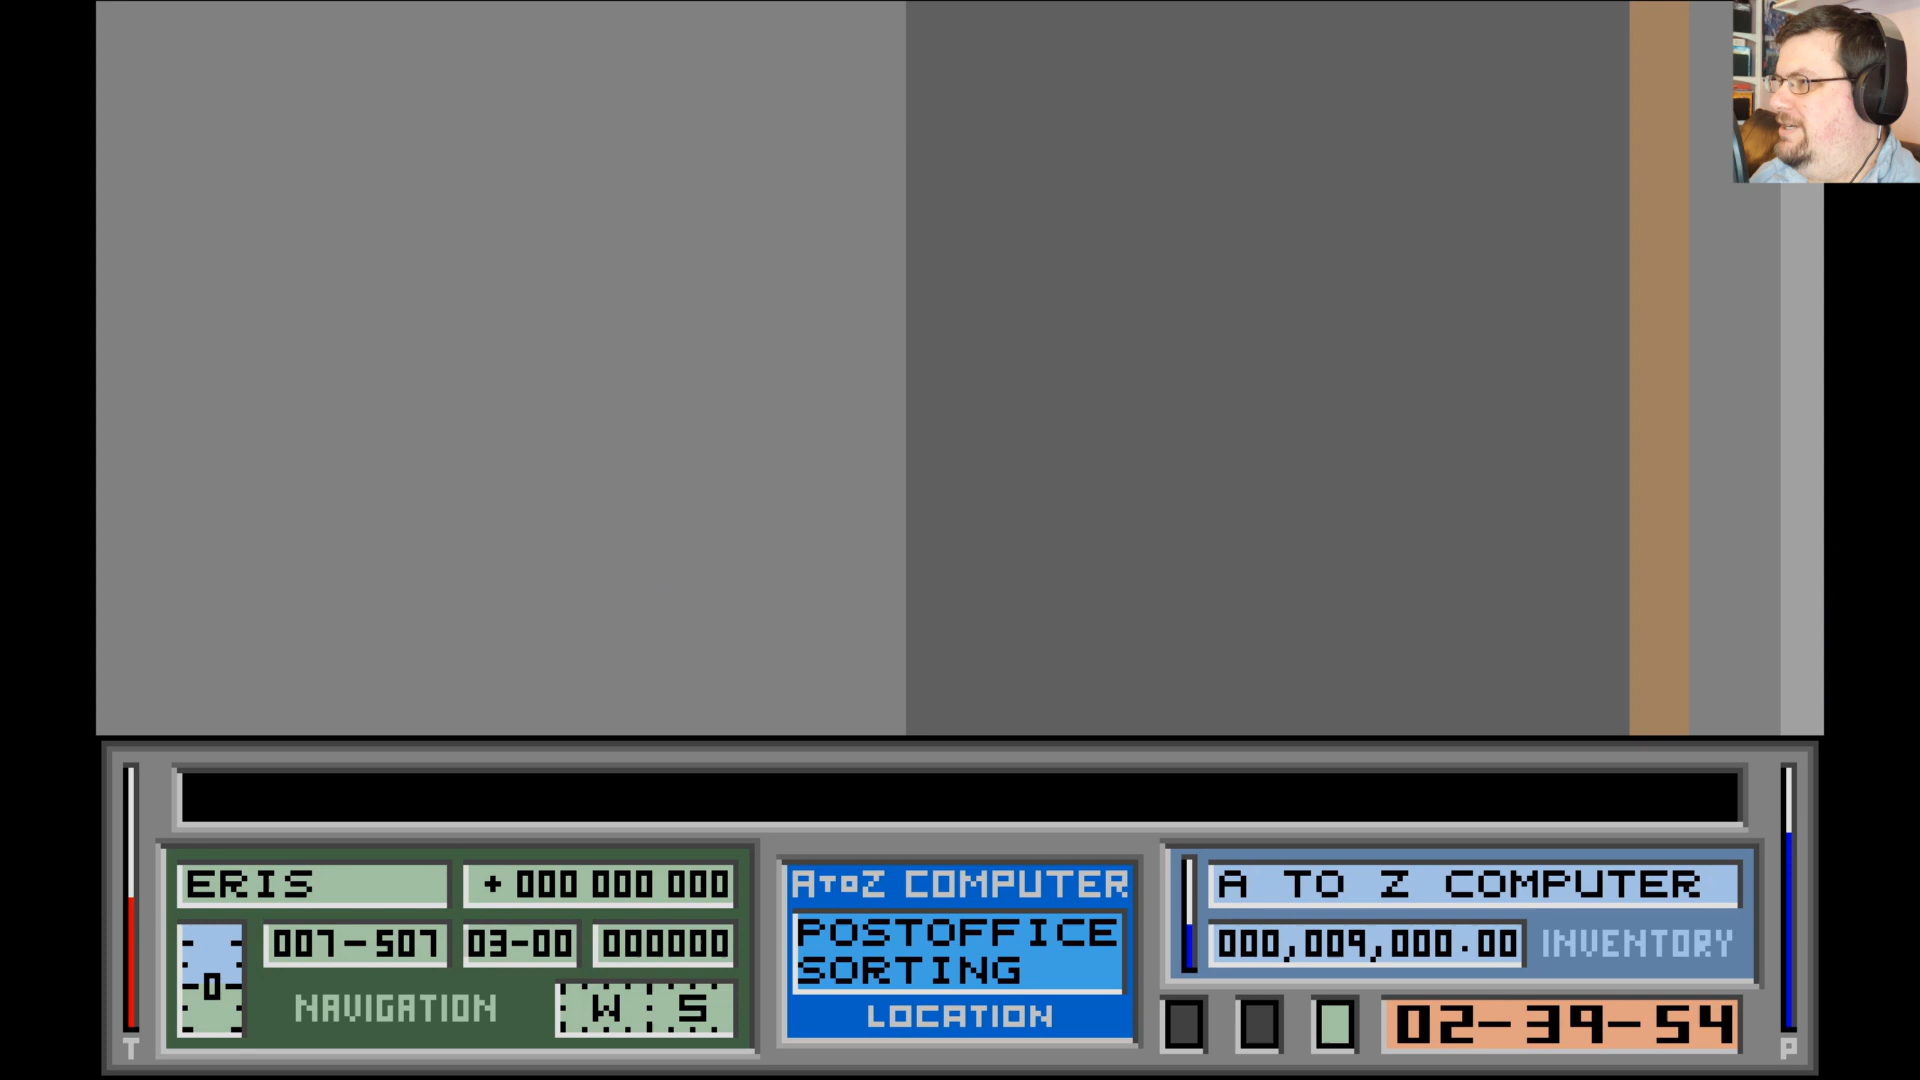 ERIS
+ 000 000 000
007-507
03-00
000000
0
NAVIGATION
W : S
T
AtoZ COMPUTER
POSTOFFICE
SORTING
LOCATION
A TO Z COMPUTER
000,009,000.00
INVENTORY
02-39-54
P